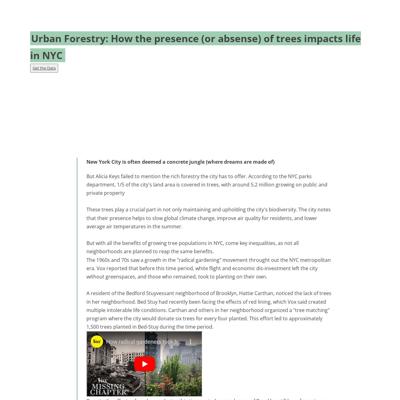 Urban Forestry: How the presence (or absense) of trees impacts life
in NYC
Get the Data
New York City is often deemed a concrete jungle (where dreams are made of)
But Alicia Keys failed to mention the rich forestry the city has to offer. According to the NYC parks
department, 1/5 of the city's land area is covered in trees, with around 5.2 million growing on public and
private property
These trees play a crucial part in not only maintaining and upholding the city's biodiversity. The city notes
that their presence helps to slow global climate change, improve air quality for residents, and lower
average air temperatures in the summer.
But with all the benefits of growing tree populations in NYC, come key inequalities, as not all
neighborhoods are planned to reap the same benefits.
The 1960s and 70s saw a growth in the "radical gardening" movement throught out the NYC metropolitan
era. Vox reported that before this time period, white flight and economic dis-investment left the city
without greenspaces, and those who remained, took to planting on their own.
A resident of the Bedford Stuyvesant neighborhood of Brooklyn, Hattie Carthan, noticed the lack of trees
in her neighborhood. Bed Stuy had recently been facing the effects of red lining, which Vox said created
multiple intolerable life conditions. Carthan and others in her neighborhood organized a "tree matching"
program where the city would donate six trees for every four planted. This effort led to approximately
1,500 trees planted in Bed-Stuy during the time period.
Vox
How radical gardeners took
Vox
MISSING
CHAPTER